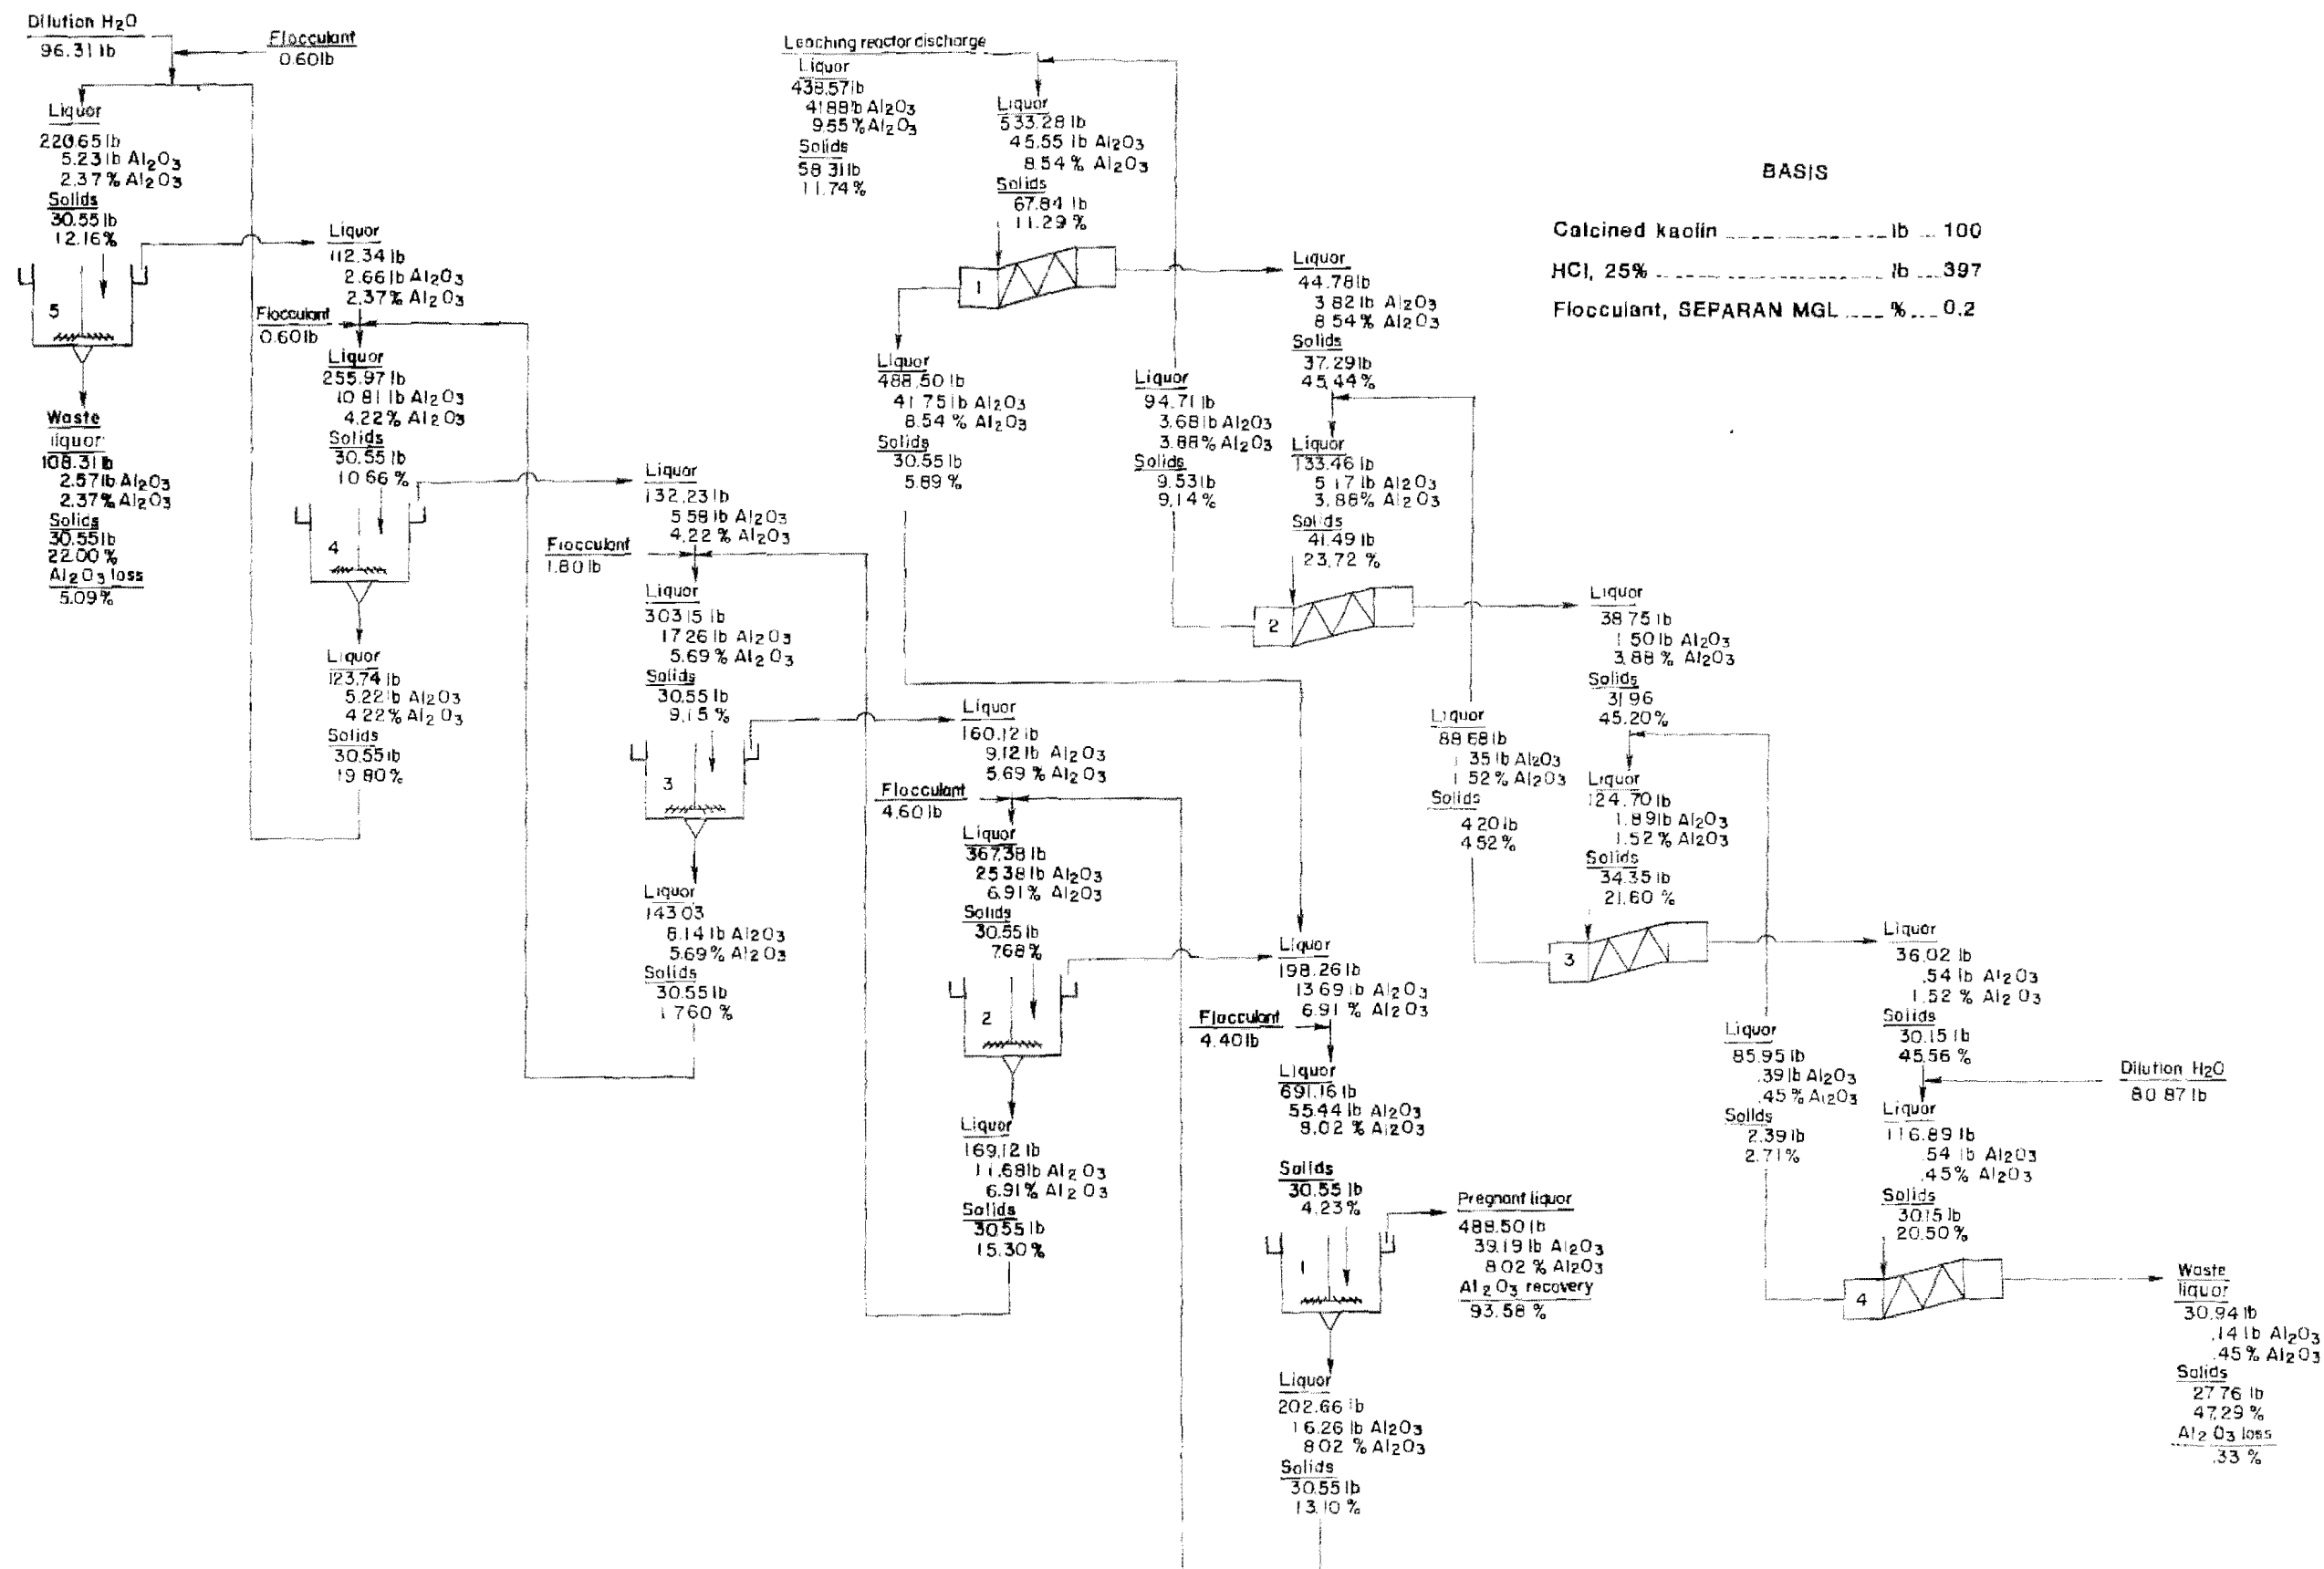 Dilution H2O
96.31 lb
Flocculant
0.60 lb
Liquor
220.65 lb
5.23 lb Al2O3
2.37 % Al2O3
Solids
30.55 lb
12.16 %
5
Waste
liquor
108.31 lb
2.57 lb Al2O3
2.37 % Al2O3
Solids
30.55 lb
22.00 %
Al2O3 loss
5.09 %
Liquor
112.34 lb
2.66 lb Al2O3
2.37 % Al2O3
Flocculant
0.60 lb
Liquor
255.97 lb
10.81 lb Al2O3
4.22 % Al2O3
Solids
30.55 lb
10.66 %
4
Liquor
123.74 lb
5.22 lb Al2O3
4.22 % Al2O3
Solids
30.55 lb
19.80 %
Liquor
132.23 lb
5.58 lb Al2O3
4.22 % Al2O3
Flocculant
1.80 lb
Liquor
303.15 lb
17.26 lb Al2O3
5.69 % Al2O3
Solids
30.55 lb
9.15 %
3
Liquor
143.03
8.14 lb Al2O3
5.69 % Al2O3
Solids
30.55 lb
1760 %
Liquor
160.12 lb
9.12 lb Al2O3
5.69 % Al2O3
Flocculant
4.60 lb
Liquor
367.38 lb
25.38 lb Al2O3
6.91 % Al2O3
Solids
30.55 lb
7.68 %
2
Liquor
169.12 lb
11.68 lb Al2O3
6.91 % Al2O3
Solids
30.55 lb
15.30 %
Leaching reactor discharge
Liquor
438.57 lb
41.88 lb Al2O3
9.55 % Al2O3
Solids
58.31 lb
11.74 %
Liquor
533.28 lb
45.55 lb Al2O3
8.54 % Al2O3
Solids
67.84 lb
11.29 %
1
Liquor
488.50 lb
41.75 lb Al2O3
8.54 % Al2O3
Solids
30.55 lb
5.89 %
Liquor
94.71 lb
3.68 lb Al2O3
3.88 % Al2O3
Solids
9.53 lb
9.14 %
Liquor
44.78 lb
3.82 lb Al2O3
8.54 % Al2O3
Solids
37.29 lb
45.44 %
Liquor
133.46 lb
5.17 lb Al2O3
3.88 % Al2O3
Solids
41.49 lb
23.72 %
2
Liquor
198.26 lb
13.69 lb Al2O3
6.91 % Al2O3
Flocculant
4.40 lb
Liquor
691.16 lb
55.44 lb Al2O3
8.02 % Al2O3
Solids
30.55 lb
4.23 %
1
Pregnant liquor
488.50 lb
39.19 lb Al2O3
8.02 % Al2O3
Al2O3 recovery
93.58 %
Liquor
202.66 lb
16.26 lb Al2O3
8.02 % Al2O3
Solids
30.55 lb
13.10 %
BASIS
Calcined kaolin lb 100
HCl, 25% lb 397
Flocculant, SEPARAN MGL % 0.2
Liquor
38.75 lb
1.50 lb Al2O3
3.88 % Al2O3
Solids
31.96
45.20 %
Liquor
88.68 lb
1.35 lb Al2O3
1.52 % Al2O3
Solids
4.20 lb
4.52 %
Liquor
124.70 lb
1.89 lb Al2O3
1.52 % Al2O3
Solids
34.35 lb
21.60 %
3
Liquor
36.02 lb
.54 lb Al2O3
1.52 % Al2O3
Solids
30.15 lb
45.56 %
Dilution H2O
80.87 lb
Liquor
85.95 lb
.39 lb Al2O3
.45 % Al2O3
Solids
2.39 lb
2.71 %
Liquor
116.89 lb
.54 lb Al2O3
.45 % Al2O3
Solids
30.15 lb
20.50 %
4
Waste
liquor
30.94 lb
.14 lb Al2O3
.45 % Al2O3
Solids
27.76 lb
47.29 %
Al2O3 loss
.33 %